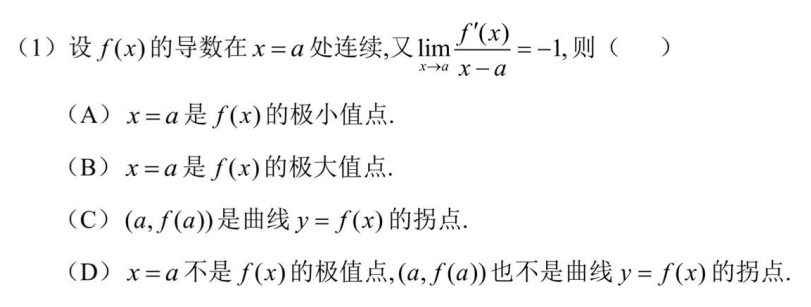 （1）设 f(x) 的导数在 x = a 处连续,又 lim_{x→a} f′(x)/(x − a) = −1, 则（　　）
（A） x = a 是 f(x) 的极小值点.
（B） x = a 是 f(x) 的极大值点.
（C） (a, f(a)) 是曲线 y = f(x) 的拐点.
（D） x = a 不是 f(x) 的极值点, (a, f(a)) 也不是曲线 y = f(x) 的拐点.